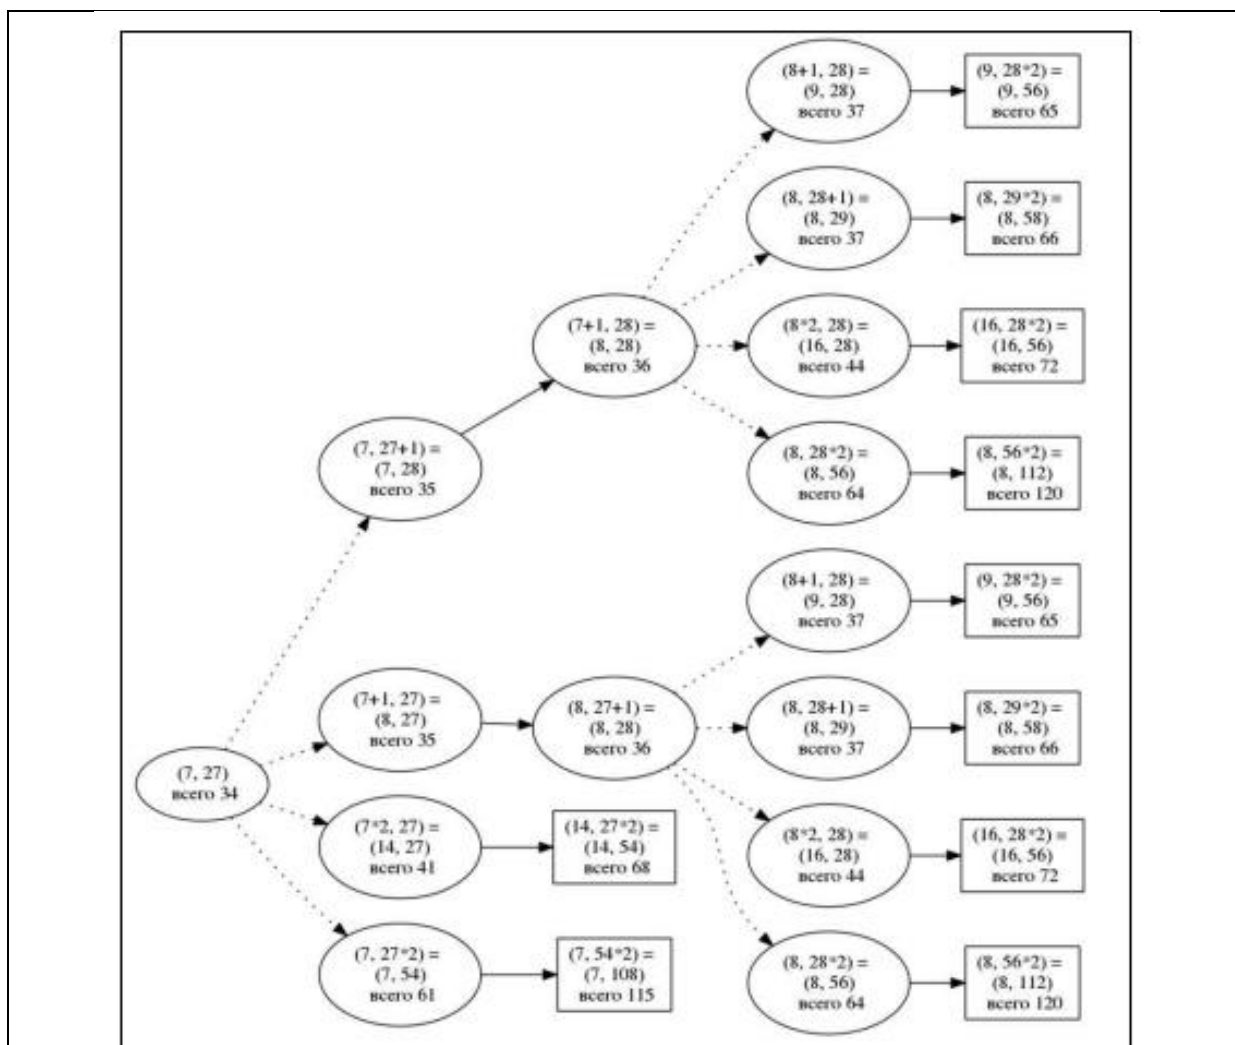 (8+1, 28) =
(9, 28)
всего 37
(9, 28*2) =
(9, 56)
всего 65
(8, 28+1) =
(8, 29)
всего 37
(8, 29*2) =
(8, 58)
всего 66
(7+1, 28) =
(8, 28)
всего 36
(8*2, 28) =
(16, 28)
всего 44
(16, 28*2) =
(16, 56)
всего 72
(7, 27+1) =
(7, 28)
всего 35
(8, 28*2) =
(8, 56)
всего 64
(8, 56*2) =
(8, 112)
всего 120
(8+1, 28) =
(9, 28)
всего 37
(9, 28*2) =
(9, 56)
всего 65
(7+1, 27) =
(8, 27)
всего 35
(8, 27+1) =
(8, 28)
всего 36
(8, 28+1) =
(8, 29)
всего 37
(8, 29*2) =
(8, 58)
всего 66
(7, 27)
всего 34
(7*2, 27) =
(14, 27)
всего 41
(14, 27*2) =
(14, 54)
всего 68
(8*2, 28) =
(16, 28)
всего 44
(16, 28*2) =
(16, 56)
всего 72
(7, 27*2) =
(7, 54)
всего 61
(7, 54*2) =
(7, 108)
всего 115
(8, 28*2) =
(8, 56)
всего 64
(8, 56*2) =
(8, 112)
всего 120